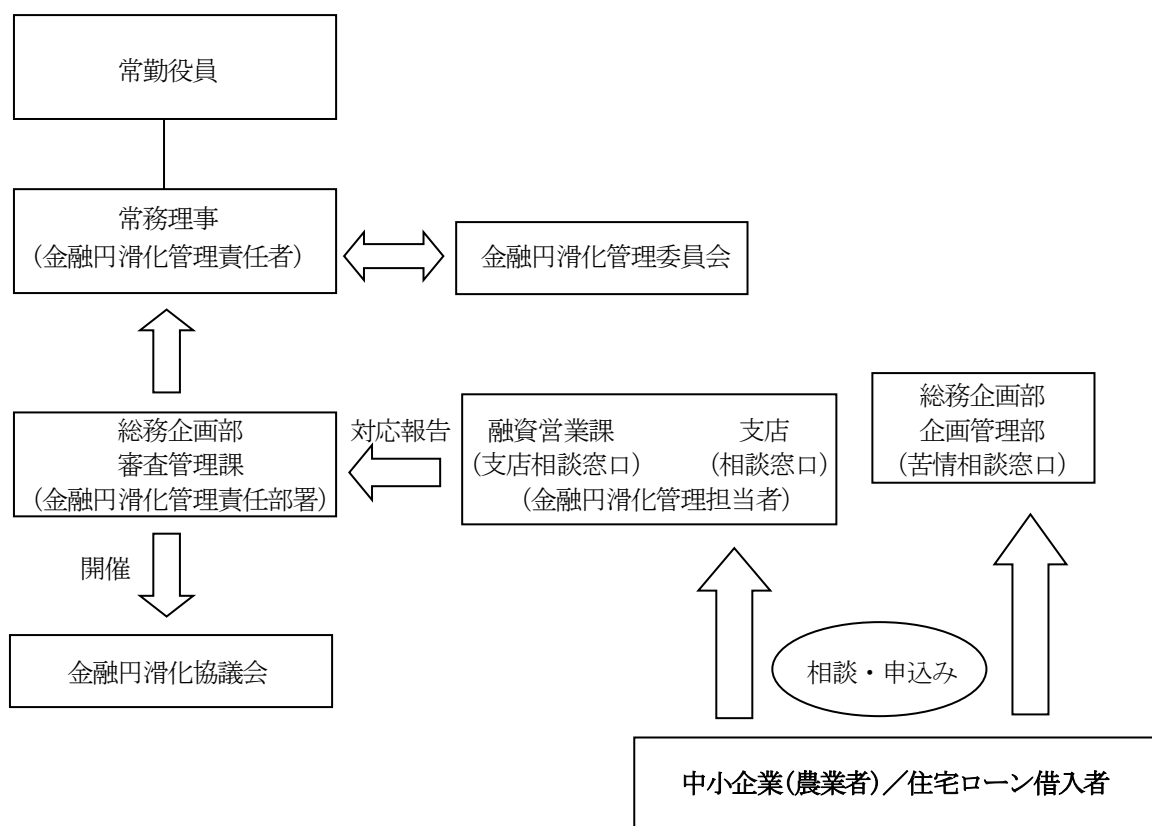 常勤役員
常務理事
(金融円滑化管理責任者)
金融円滑化管理委員会
総務企画部
審査管理課
(金融円滑化管理責任部署)
対応報告
融資営業課 支店
(支店相談窓口) (相談窓口)
(金融円滑化管理担当者)
総務企画部
企画管理部
(苦情相談窓口)
開催
金融円滑化協議会
相談・申込み
中小企業(農業者)/住宅ローン借入者